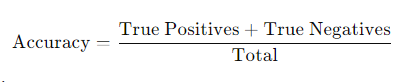 Accuracy = True Positives + True Negatives / Total
.